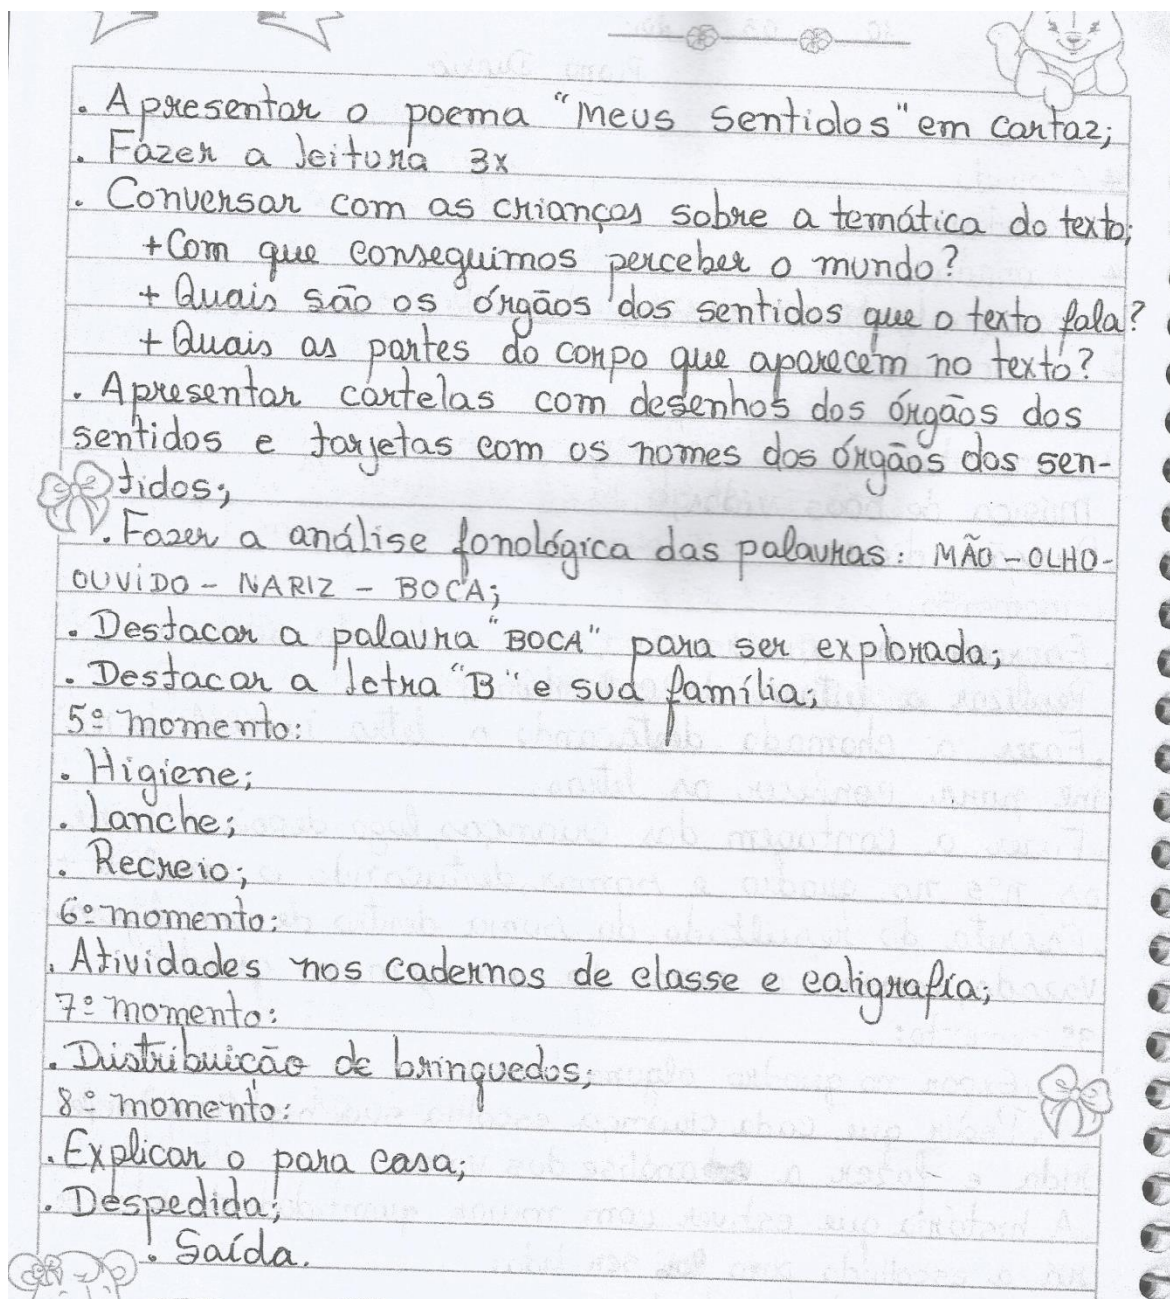 . Apresentar o poema "Meus Sentidos" em cartaz;
. Fazer a leitura 3x
. Conversar com as crianças sobre a temática do texto;
+Com que conseguimos perceber o mundo?
+ Quais são os órgãos dos sentidos que o texto fala?
+ Quais as partes do corpo que aparecem no texto?
. Apresentar cartelas com desenhos dos órgãos dos
sentidos e tarjetas com os nomes dos órgãos dos sen-
tidos;
. Fazer a análise fonológica das palavras: MÃO - OLHO -
OUVIDO - NARIZ - BOCA;
. Destacar a palavra "BOCA" para ser explorada;
. Destacar a letra "B" e sua família;
5º momento:
. Higiene;
. Lanche;
. Recreio;
6º momento:
. Atividades nos cadernos de classe e caligrafia;
7º momento:
. Distribuição de brinquedos;
8º momento:
. Explicar o para casa;
. Despedida;
. Saída.